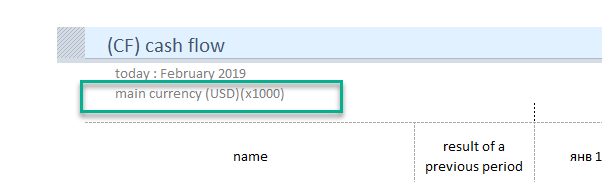 (CF) cash flow
today : February 2019
main currency (USD)(x1000)
name
result of a
previous period
янв 1